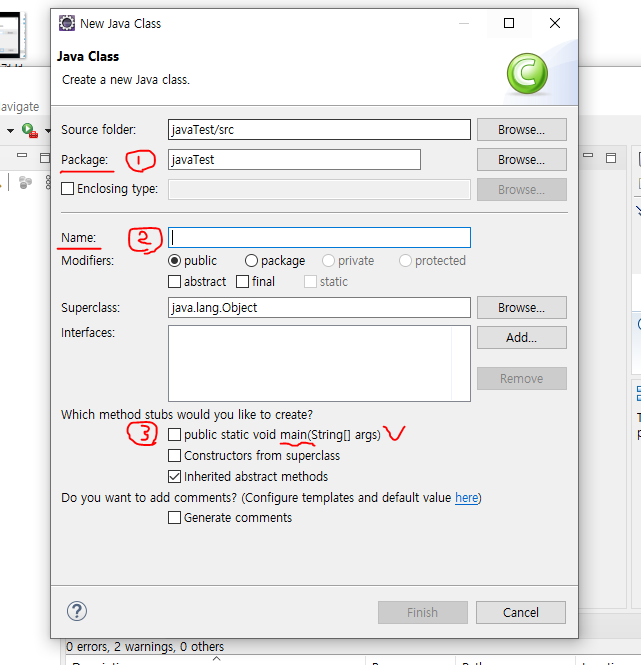 New Java Class
Java Class
Create a new Java class.
avigate
Source folder: javaTest/src Browse...
Package: 1 javaTest Browse...
Enclosing type: Browse...
Name: 2
Modifiers: public package private protected
abstract final static
Superclass: java.lang.Object Browse...
Interfaces: Add...
Remove
Which method stubs would you like to create?
3 public static void main(String[] args)
Constructors from superclass
Inherited abstract methods
Do you want to add comments? (Configure templates and default value here)
Generate comments
? Finish Cancel
0 errors, 2 warnings, 0 others